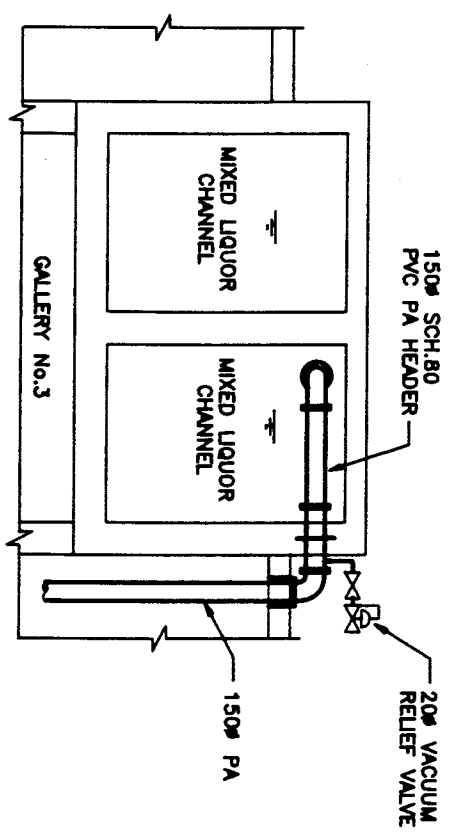 150ø SCH.80
PVC PA HEADER
20ø VACUUM
RELIEF VALVE
MIXED LIQUOR
CHANNEL
MIXED LIQUOR
CHANNEL
GALLERY No.3
150ø PA